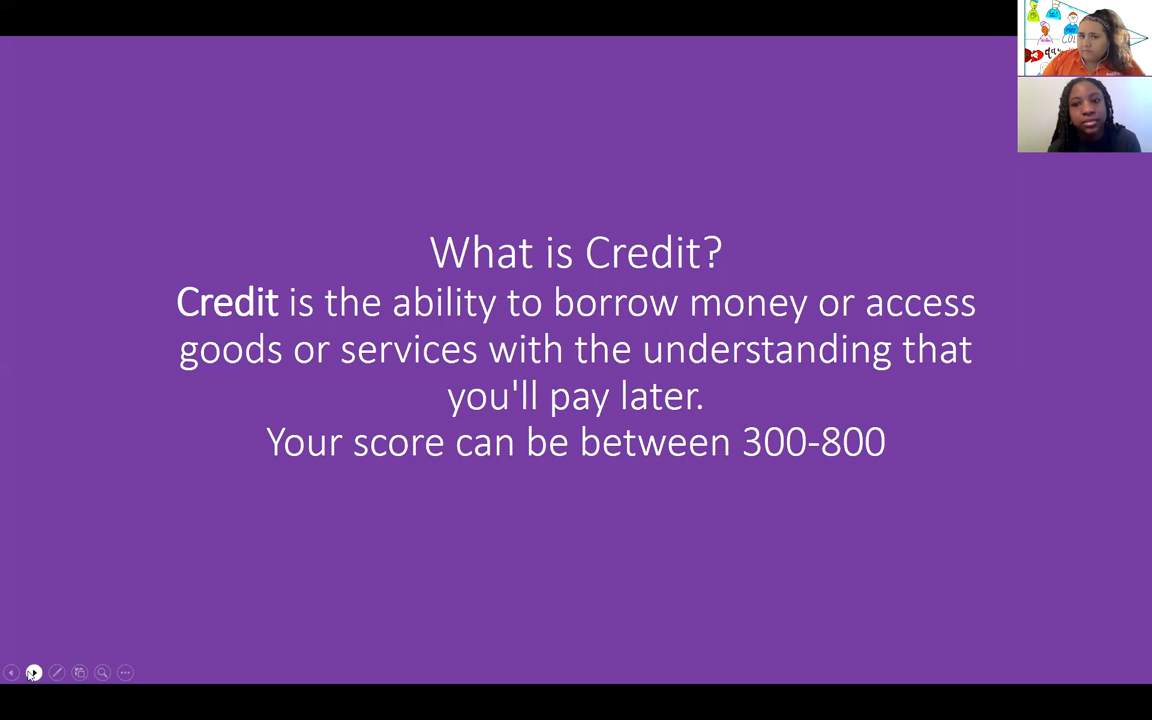 What is Credit?
Credit is the ability to borrow money or access
goods or services with the understanding that
you'll pay later.
Your score can be between 300-800